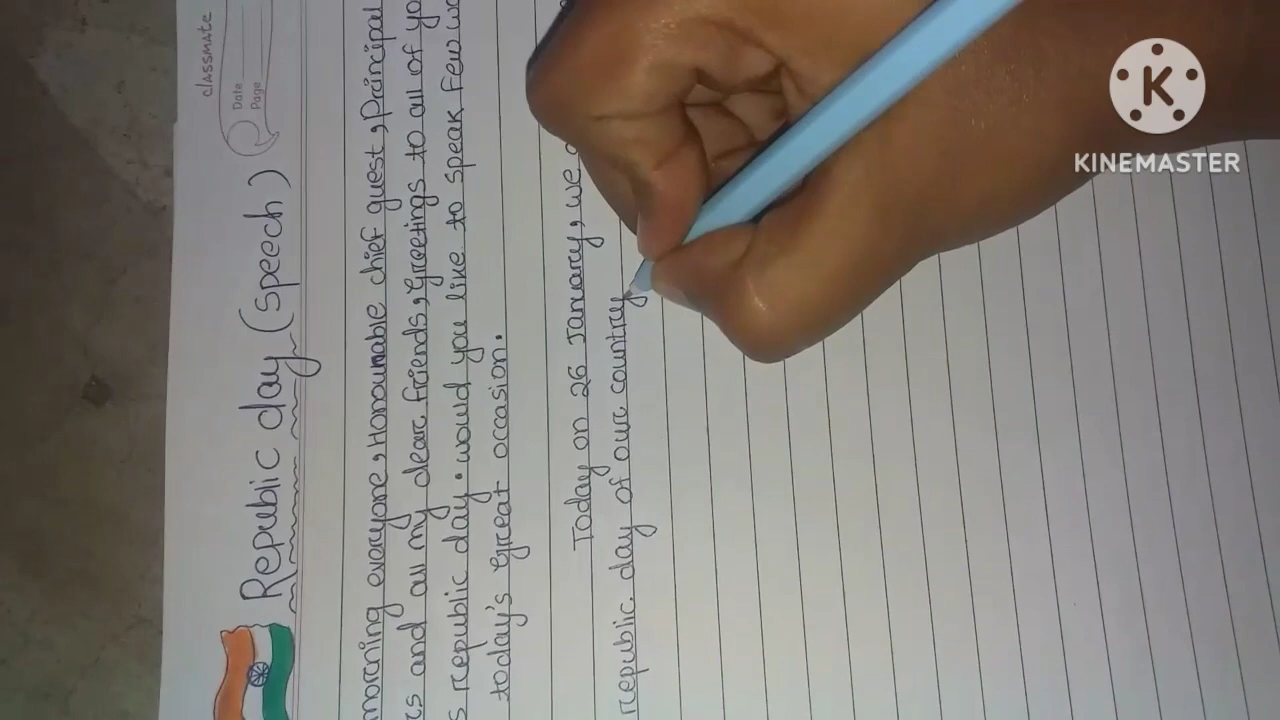 classmate
Date
Page
Republic day (speech)
morning everyone, Honourable chief guest, Principal
rs and all my dear friends, Greetings to all of yo
s republic day. would you like to speak few wo
today's great occasion.
Today on 26 January, we
republic day of our country
KINEMASTER